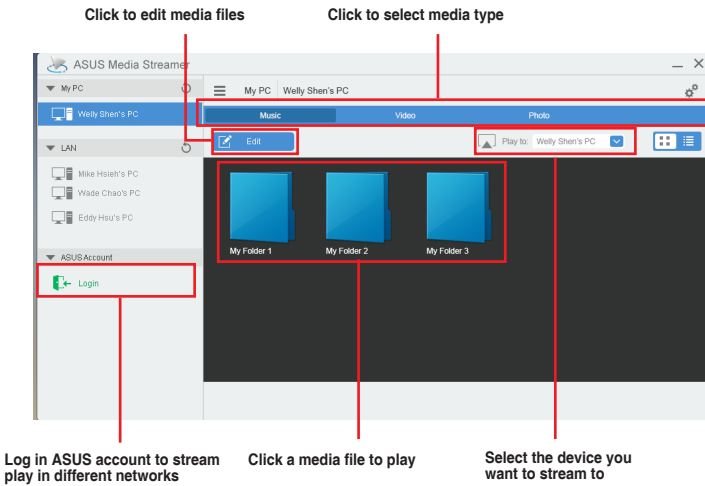 Click to edit media files
Click to select media type
ASUS Media Streamer
My PC
My PC Welly Shen's PC
Welly Shen's PC
Music Video Photo
Edit
Play to: Welly Shen's PC
LAN
Mike Hsieh's PC
Wade Chao's PC
Eddy Hsu's PC
My Folder 1 My Folder 2 My Folder 3
ASUS Account
Login
Log in ASUS account to stream
play in different networks
Click a media file to play
Select the device you
want to stream to